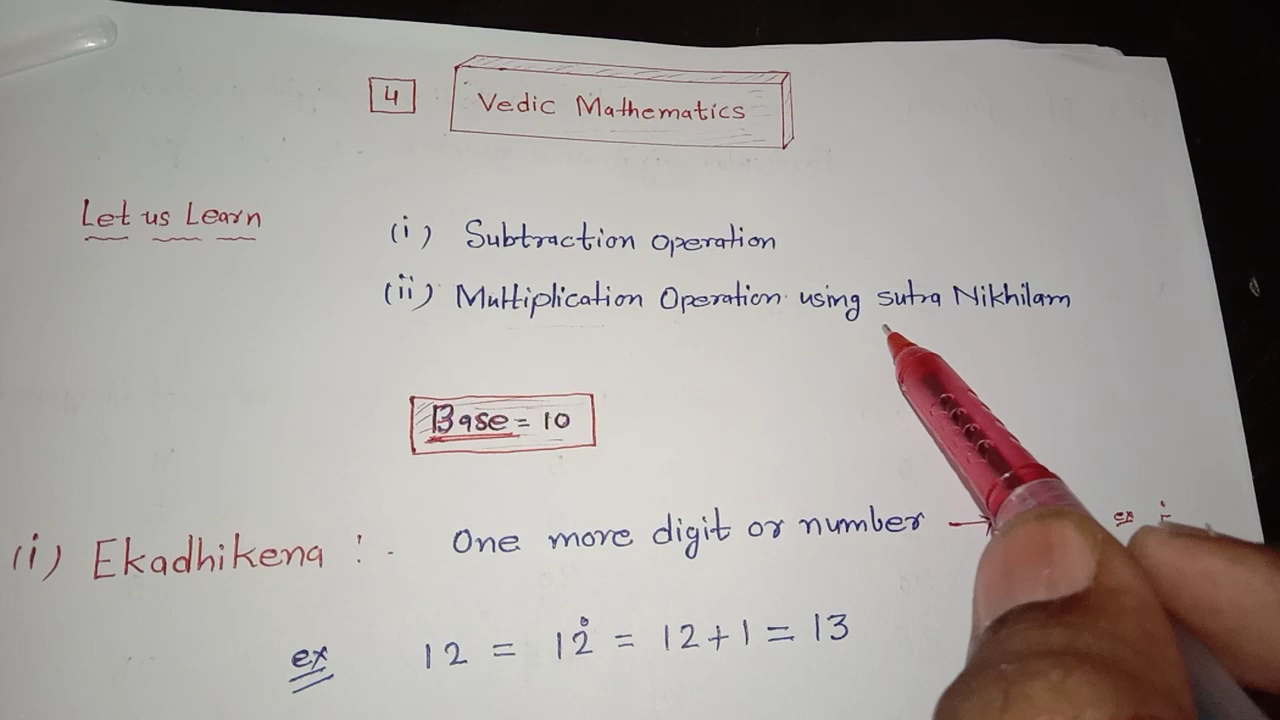 4 Vedic Mathematics
Let us Learn
(i) Subtraction operation
(ii) Multiplication Operation using sutra Nikhilam
Base = 10
(i) Ekadhikena :- One more digit or number → ex
ex 12 = 12̊ = 12+1 = 13